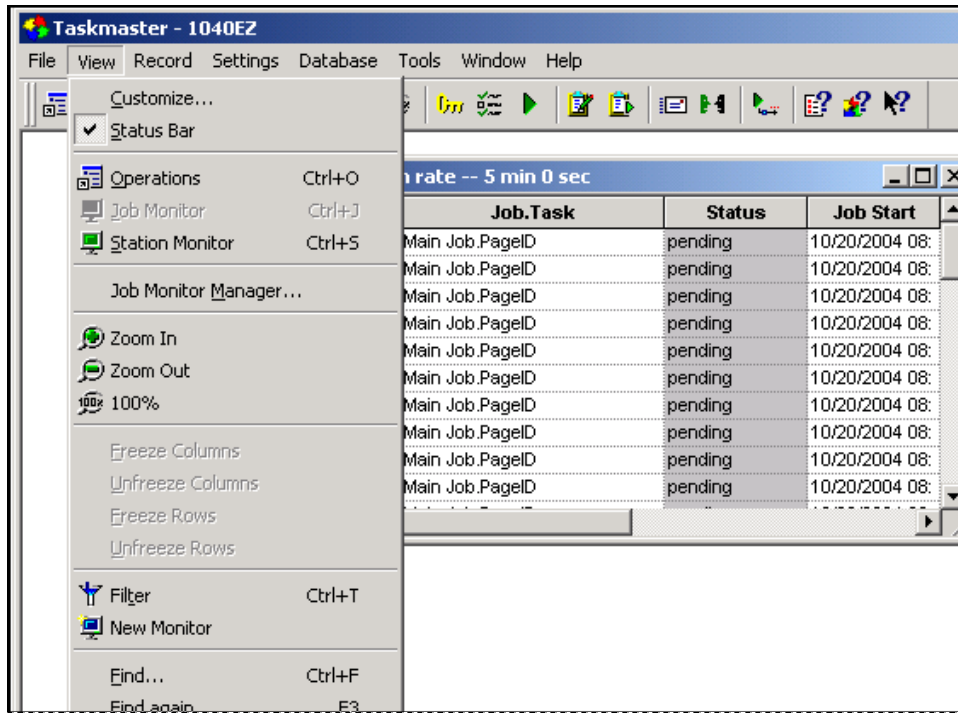 Taskmaster - 1040EZ
File View Record Settings Database Tools Window Help
Customize...
Status Bar
Operations Ctrl+O
Job Monitor Ctrl+J
Station Monitor Ctrl+S
Job Monitor Manager...
Zoom In
Zoom Out
100% 100%
Freeze Columns
Unfreeze Columns
Freeze Rows
Unfreeze Rows
Filter Ctrl+T
New Monitor
Find... Ctrl+F
Find again F3
rate -- 5 min 0 sec
Job.Task Status Job Start
Main Job.PageID pending 10/20/2004 08:
Main Job.PageID pending 10/20/2004 08:
Main Job.PageID pending 10/20/2004 08:
Main Job.PageID pending 10/20/2004 08:
Main Job.PageID pending 10/20/2004 08:
Main Job.PageID pending 10/20/2004 08:
Main Job.PageID pending 10/20/2004 08:
Main Job.PageID pending 10/20/2004 08:
Main Job.PageID pending 10/20/2004 08:
Main Job.PageID pending 10/20/2004 08: